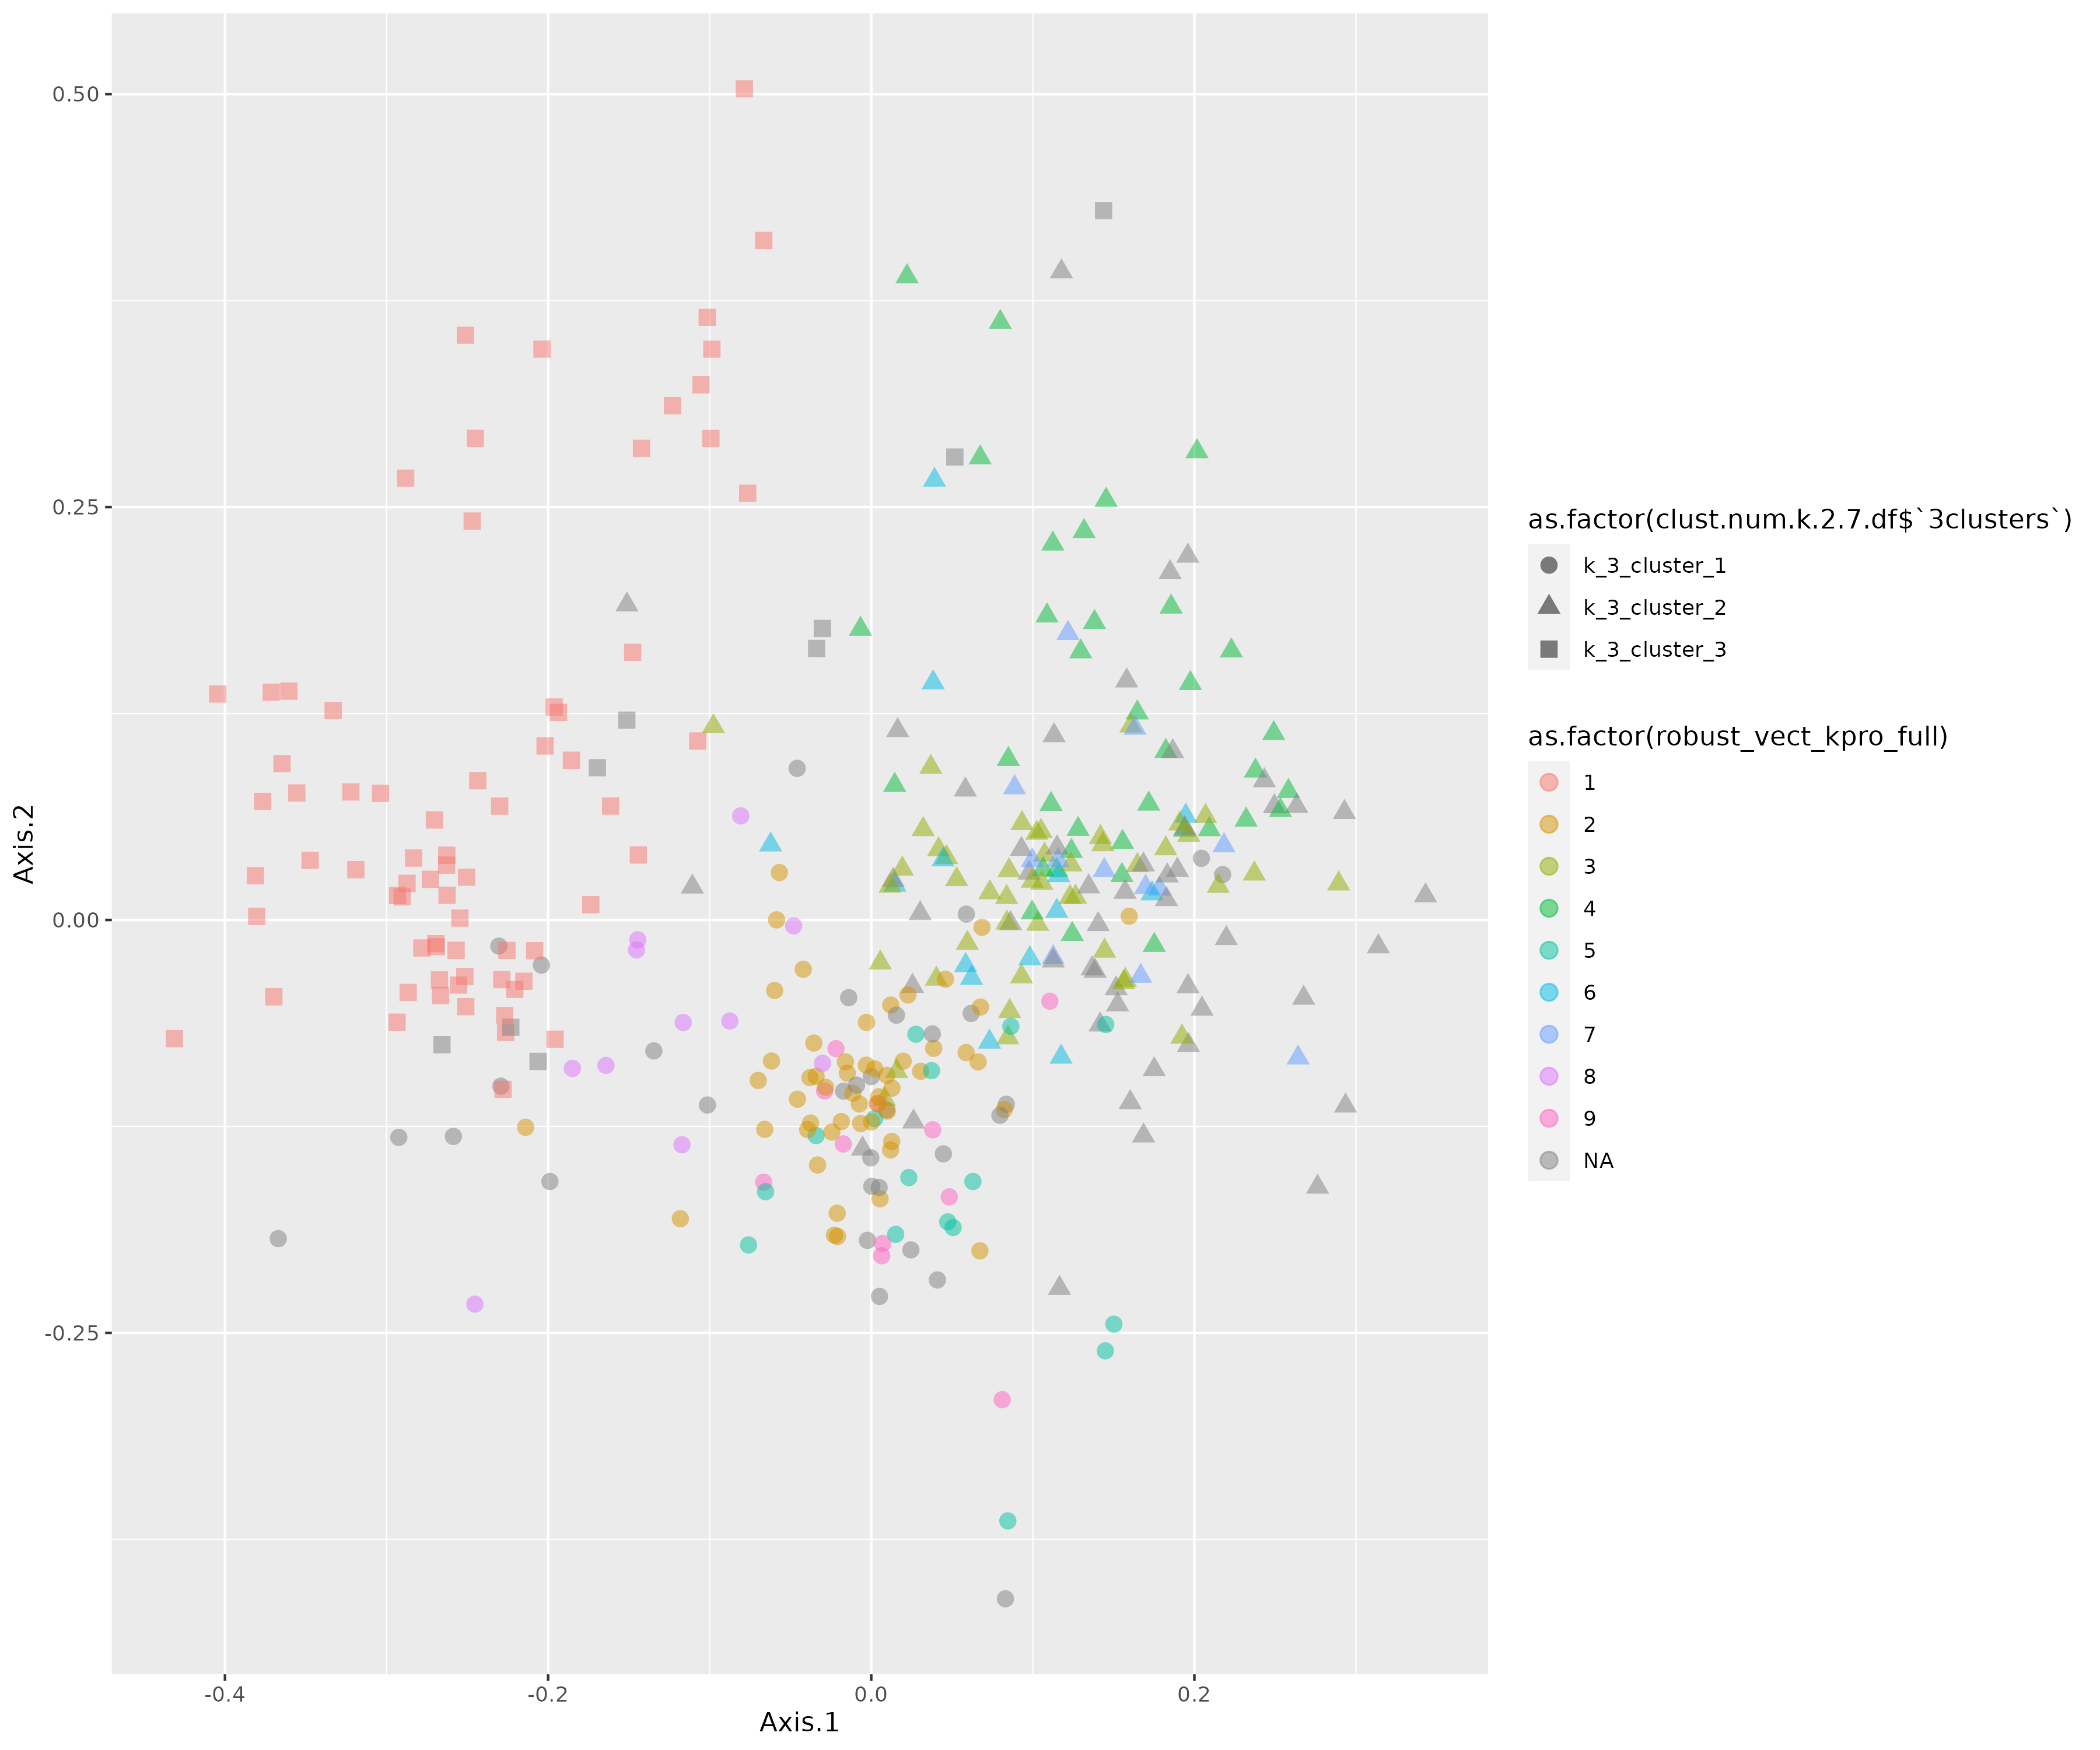 0.50
0.25
0.00
-0.25
Axis.2
-0.4
-0.2
0.0
0.2
Axis.1
as.factor(clust.num.k.2.7.df$`3clusters`)
k_3_cluster_1
k_3_cluster_2
k_3_cluster_3
as.factor(robust_vect_kpro_full)
1
2
3
4
5
6
7
8
9
NA